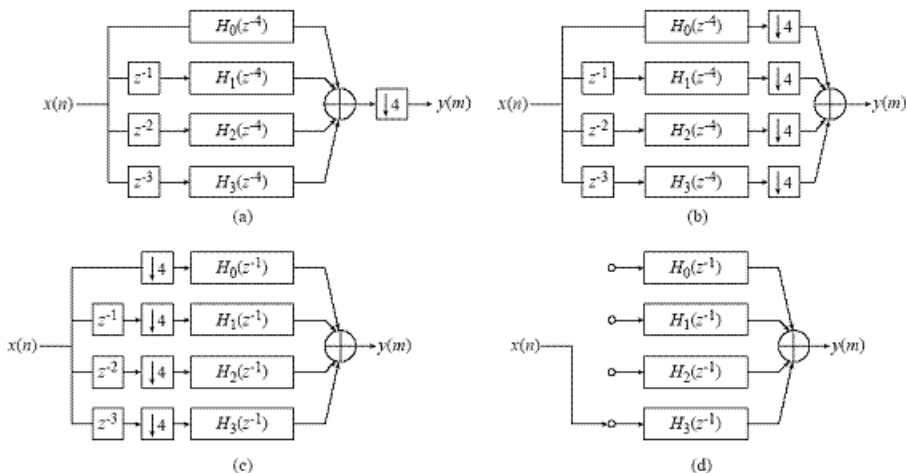 H0(z-4)
z-1 H1(z-4)
x(n) ↓4 y(m)
z-2 H2(z-4)
z-3 H3(z-4)
(a)
H0(z-4) ↓4
z-1 H1(z-4) ↓4
x(n) y(m)
z-2 H2(z-4) ↓4
z-3 H3(z-4) ↓4
(b)
↓4 H0(z-1)
z-1 ↓4 H1(z-1)
x(n) y(m)
z-2 ↓4 H2(z-1)
z-3 ↓4 H3(z-1)
(c)
H0(z-1)
H1(z-1)
x(n) y(m)
H2(z-1)
H3(z-1)
(d)